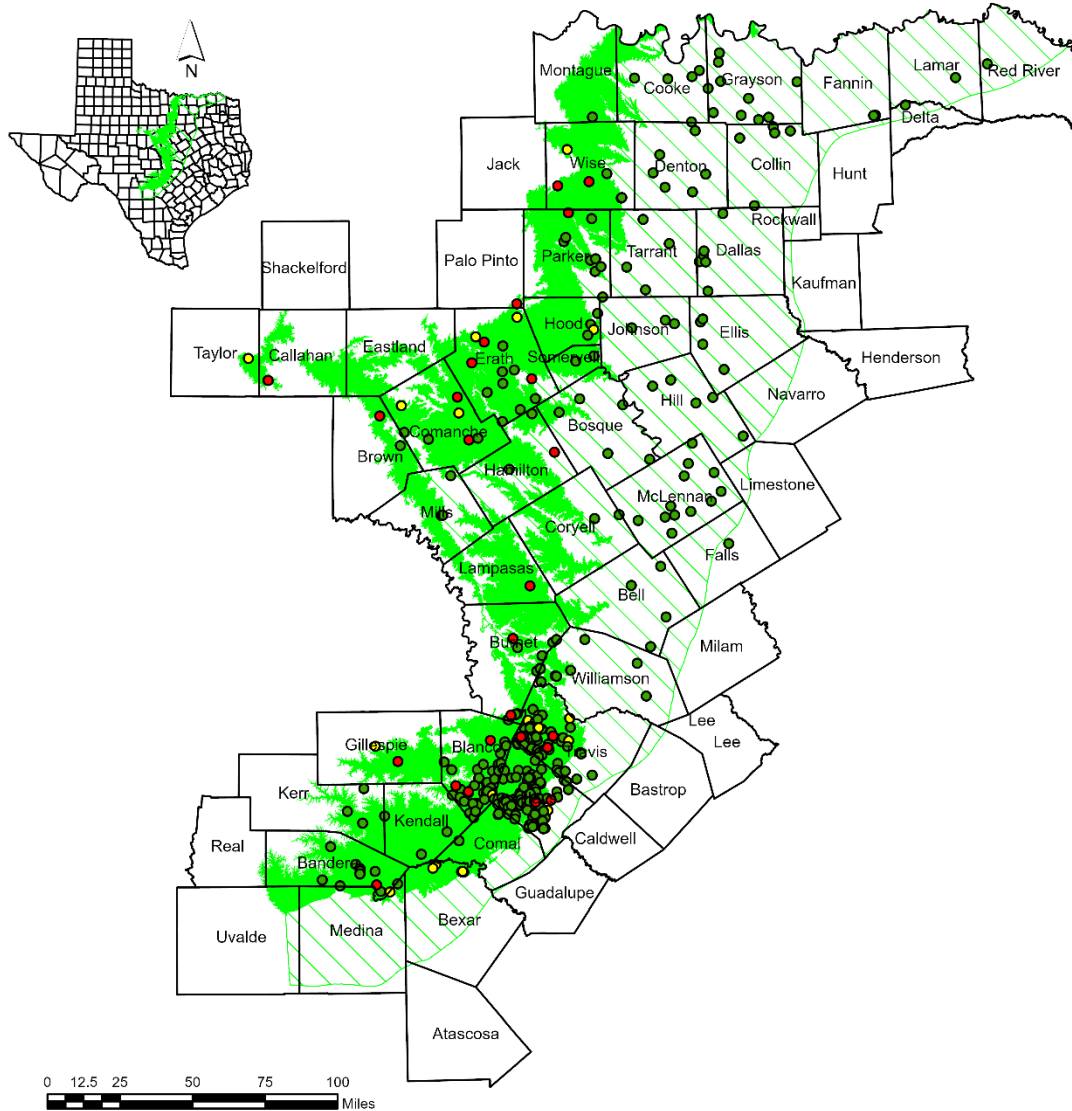 N
Montague
Cooke
Grayson
Fannin
Lamar
Red River
Delta
Jack
Wise
Denton
Collin
Hunt
Rockwall
Shackelford
Palo Pinto
Parker
Tarrant
Dallas
Kaufman
Taylor
Callahan
Eastland
Erath
Hood
Somervell
Johnson
Ellis
Henderson
Navarro
Hill
Bosque
Comanche
Brown
Hamilton
McLennan
Limestone
Mills
Coryell
Falls
Lampasas
Bell
Burnet
Milam
Williamson
Lee
Lee
Gillespie
Blanco
Travis
Bastrop
Kerr
Kendall
Caldwell
Real
Comal
Bandera
Guadalupe
Uvalde
Medina
Bexar
Atascosa
0 12.5 25 50 75 100
Miles